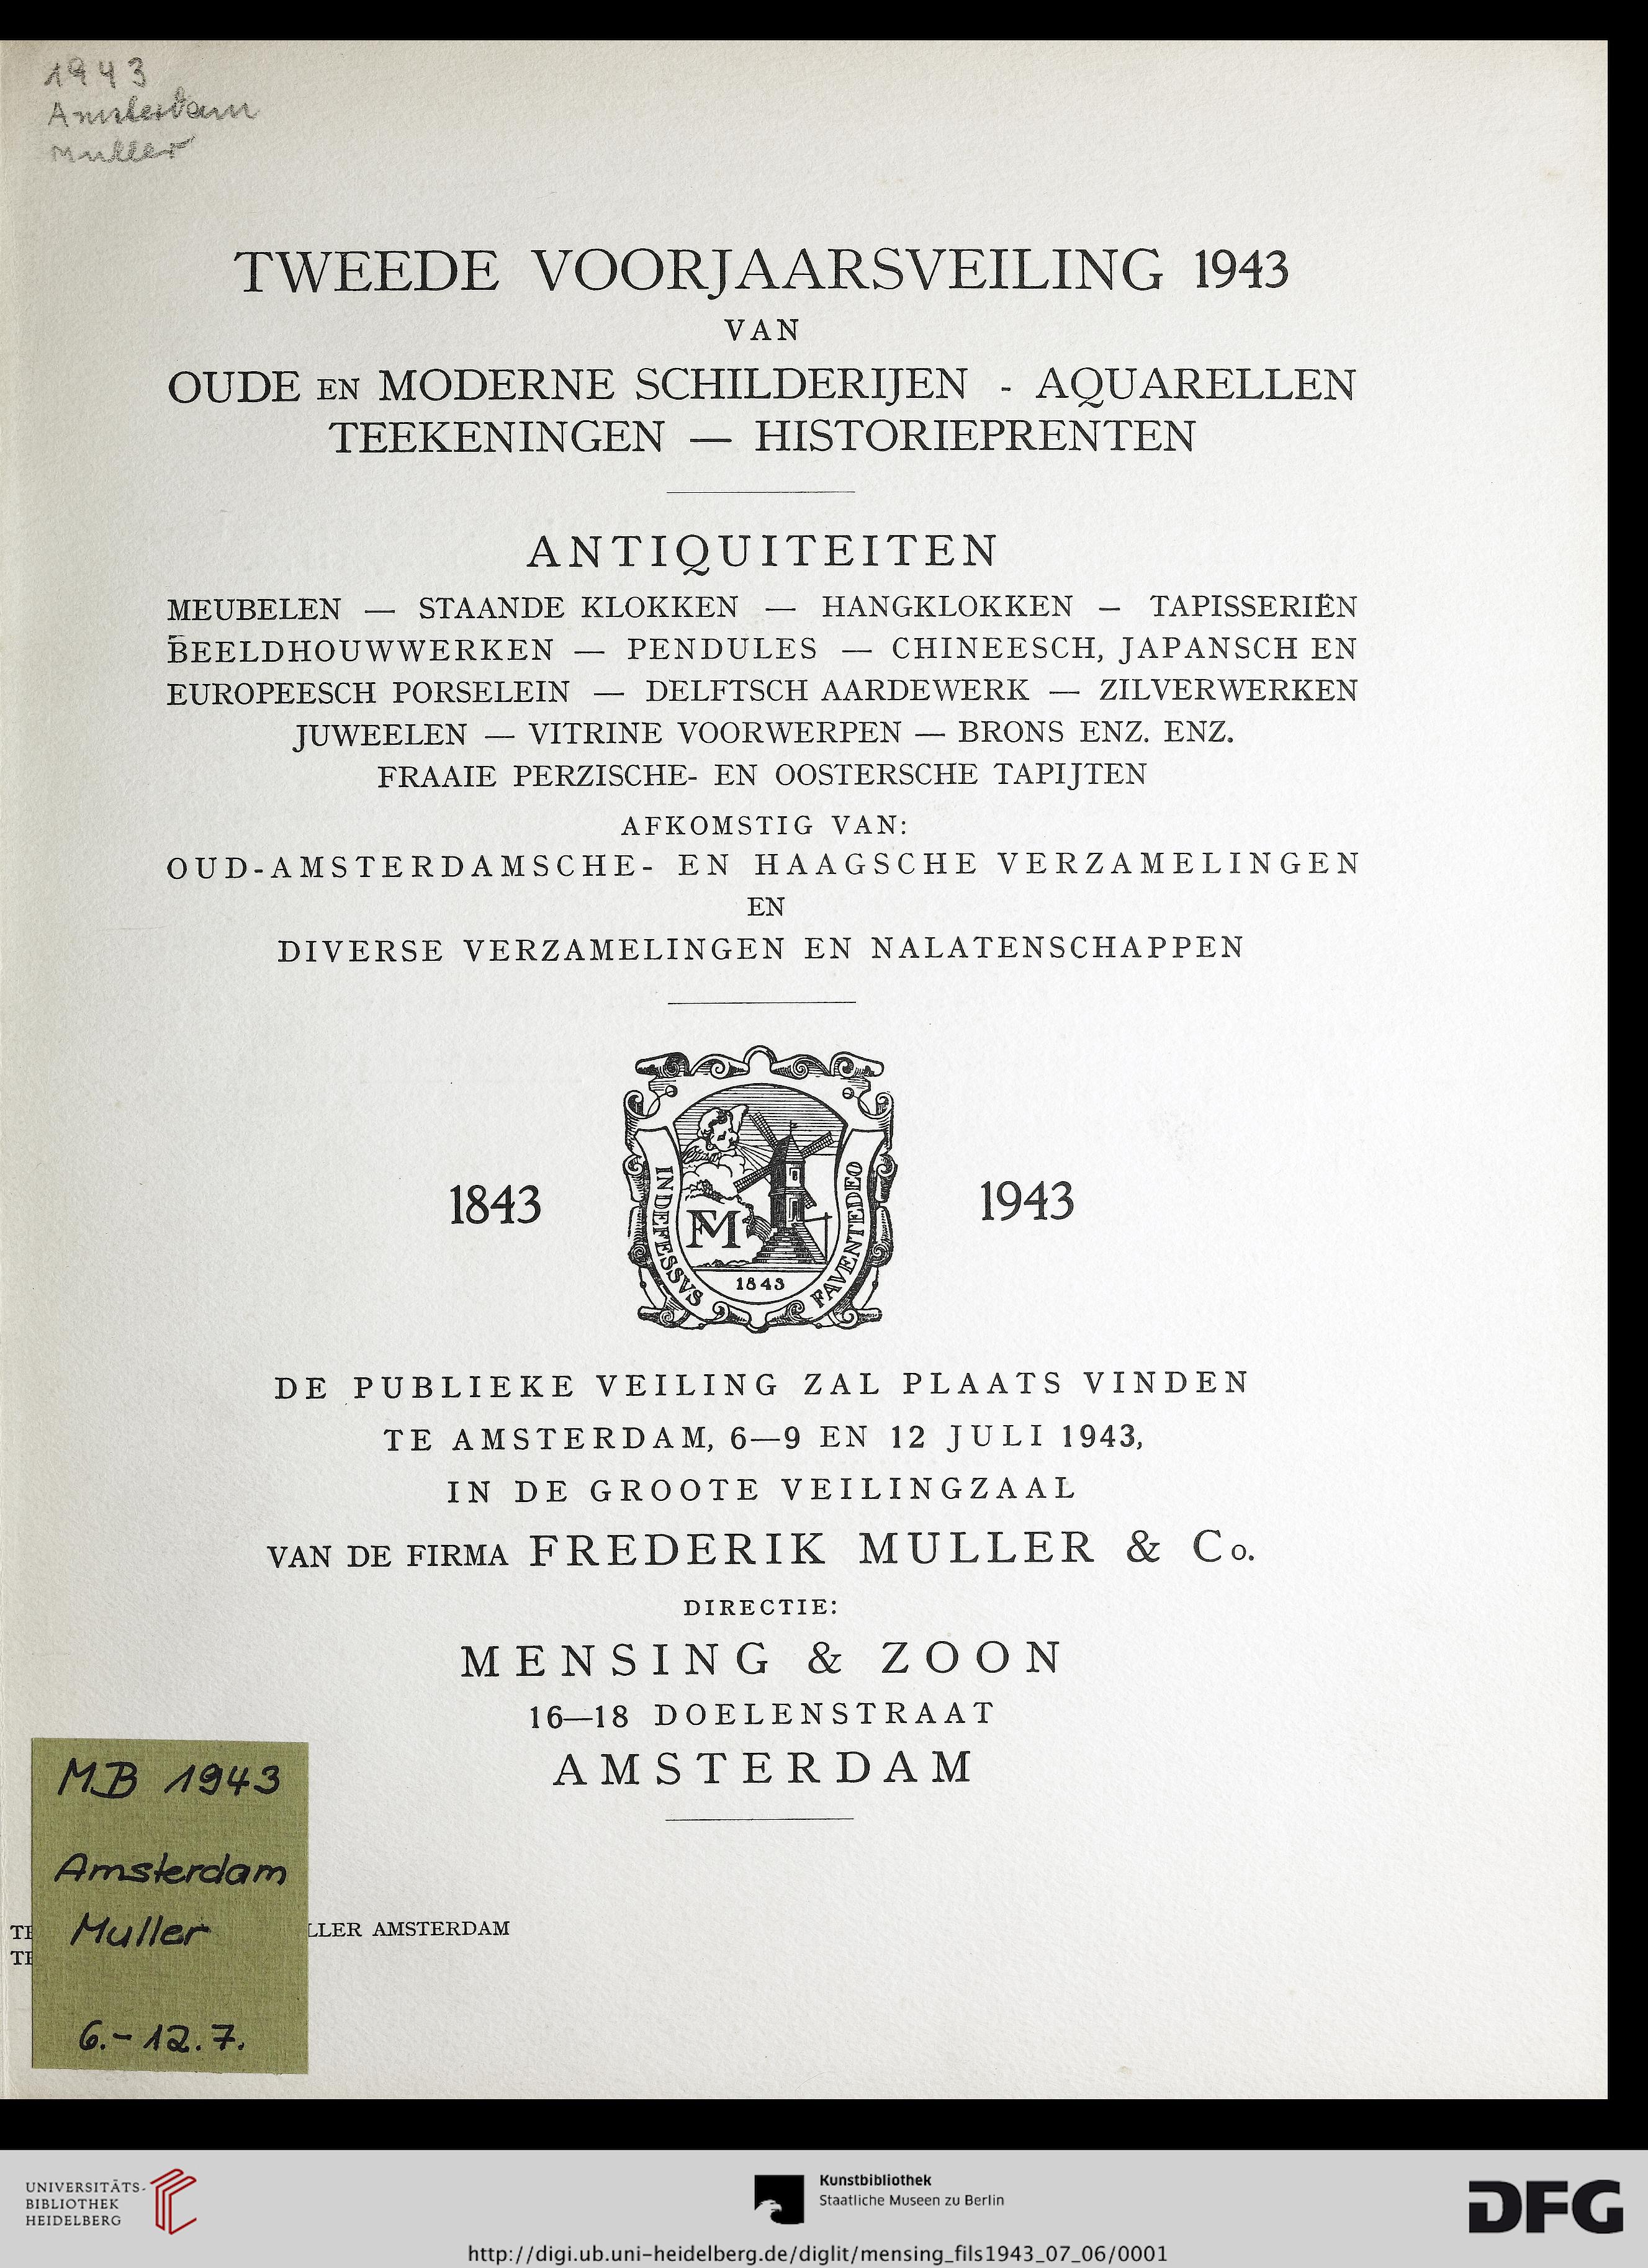 1943
Amsterdam
Muller
TWEEDE VOORJAARSVEILING 1943
VAN
OUDE EN MODERNE SCHILDERIJEN - AQUARELLEN
TEEKENINGEN — HISTORIEPRENTEN
ANTIQUITEITEN
MEUBELEN — STAANDE KLOKKEN — HANGKLOKKEN — TAPISSERIËN
BEELDHOUWWERKEN — PENDULES — CHINEESCH, JAPANSCH EN
EUROPEESCH PORSELEIN — DELFTSCH AARDEWERK — ZILVERWERKEN
JUWEELEN — VITRINE VOORWERPEN — BRONS ENZ. ENZ.
FRAAIE PERZISCHE- EN OOSTERSCHE TAPIJTEN
AFKOMSTIG VAN:
OUD-AMSTERDAMSCHE- EN HAAGSCHE VERZAMELINGEN
EN
DIVERSE VERZAMELINGEN EN NALATENSCHAPPEN
1843
INDEFESSVS
FM
1843
FAVENTEDEO
1943
DE PUBLIEKE VEILING ZAL PLAATS VINDEN
TE AMSTERDAM, 6—9 EN 12 JULI 1943,
IN DE GROOTE VEILINGZAAL
VAN DE FIRMA FREDERIK MULLER & Co.
DIRECTIE:
MENSING & ZOON
16—18 DOELENSTRAAT
AMSTERDAM
MB 1943
Amsterdam
Muller
6.-12.7.
LLER AMSTERDAM
UNIVERSITÄTS-
BIBLIOTHEK
HEIDELBERG
Kunstbibliothek
Staatliche Museen zu Berlin
DFG
http://digi.ub.uni-heidelberg.de/diglit/mensing_fils1943_07_06/0001